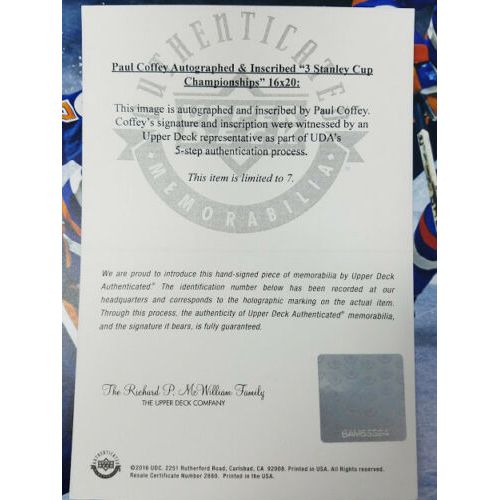 AUTHENTICATED
Paul Coffey Autographed & Inscribed “3 Stanley Cup
Championships” 16x20:
This image is autographed and inscribed by Paul Coffey.
Coffey’s signature and inscription were witnessed by an
Upper Deck representative as part of UDA’s
5-step authentication process.
This item is limited to 7.
MEMORABILIA
We are proud to introduce this hand-signed piece of memorabilia by Upper Deck
Authenticated.® The identification number below has been recorded at our
headquarters and corresponds to the holographic marking on the actual item.
Through this process, the authenticity of Upper Deck Authenticated® memorabilia,
and the signature it bears, is fully guaranteed.
The Richard P. McWilliam Family
THE UPPER DECK COMPANY
©2016 UDC. 2251 Rutherford Road, Carlsbad, CA 92008. Printed in USA. All rights reserved.
Resale Certificate Number 2860. Printed in the USA.